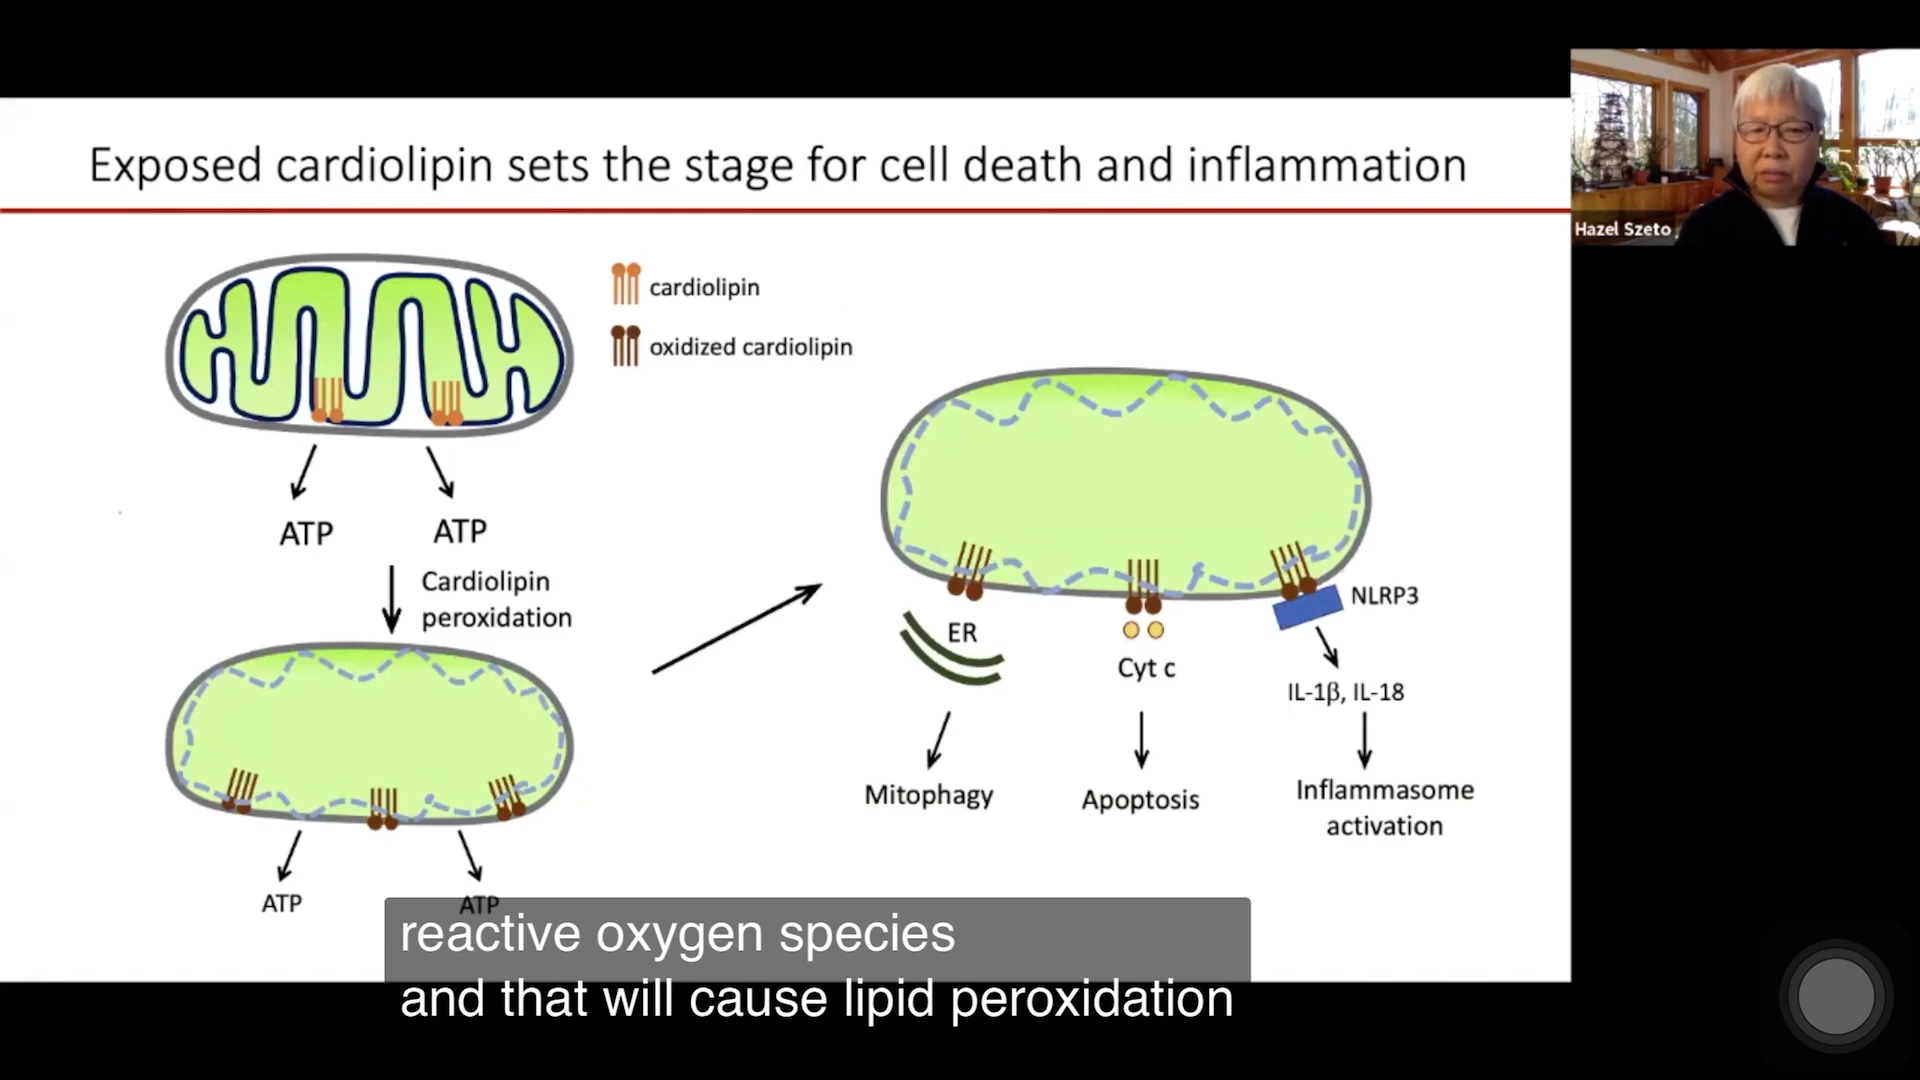 Exposed cardiolipin sets the stage for cell death and inflammation
Hazel Szeto
cardiolipin
oxidized cardiolipin
ATP
ATP
Cardiolipin
peroxidation
ATP
ATP
NLRP3
ER
Cyt c
IL-1β, IL-18
Mitophagy
Apoptosis
Inflammasome
activation
reactive oxygen species
and that will cause lipid peroxidation